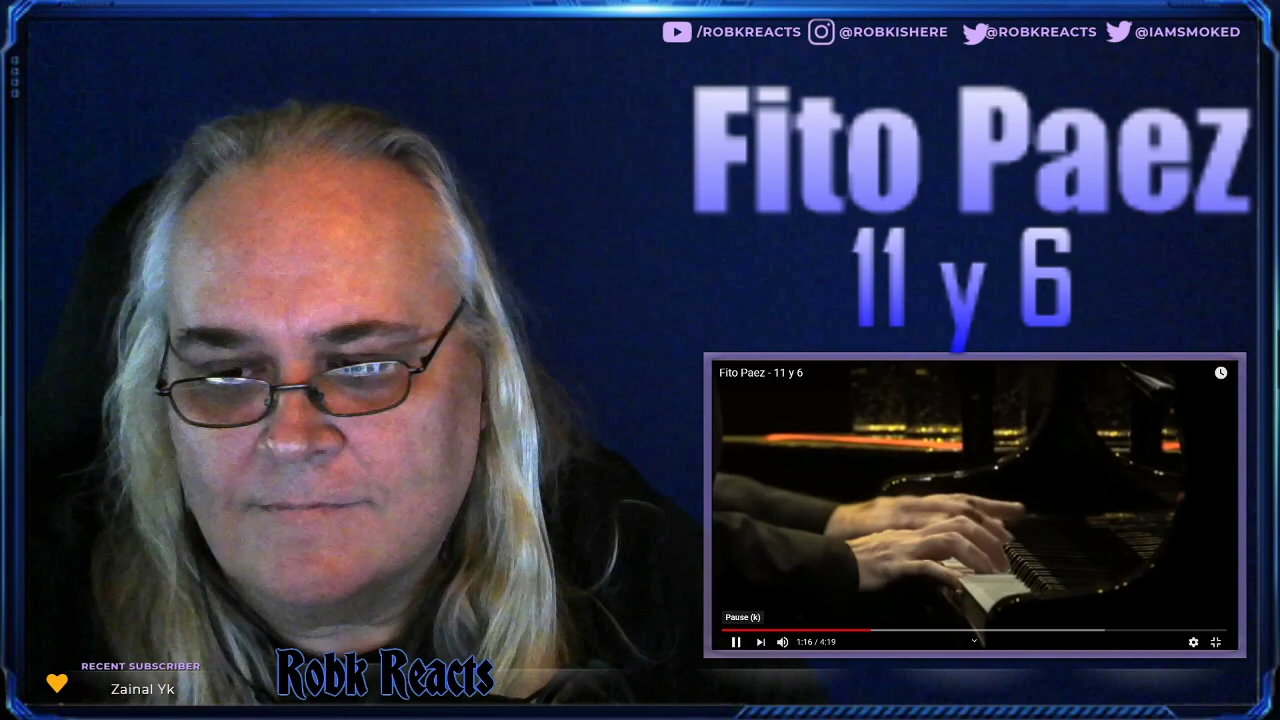 /ROBKREACTS @ROBKISHERE @ROBKREACTS @IAMSMOKED
Fito Paez
11 y 6
Fito Paez - 11 y 6
Pause (k)
1:16 / 4:19
RECENT SUBSCRIBER
Zainal Yk
Robk Reacts